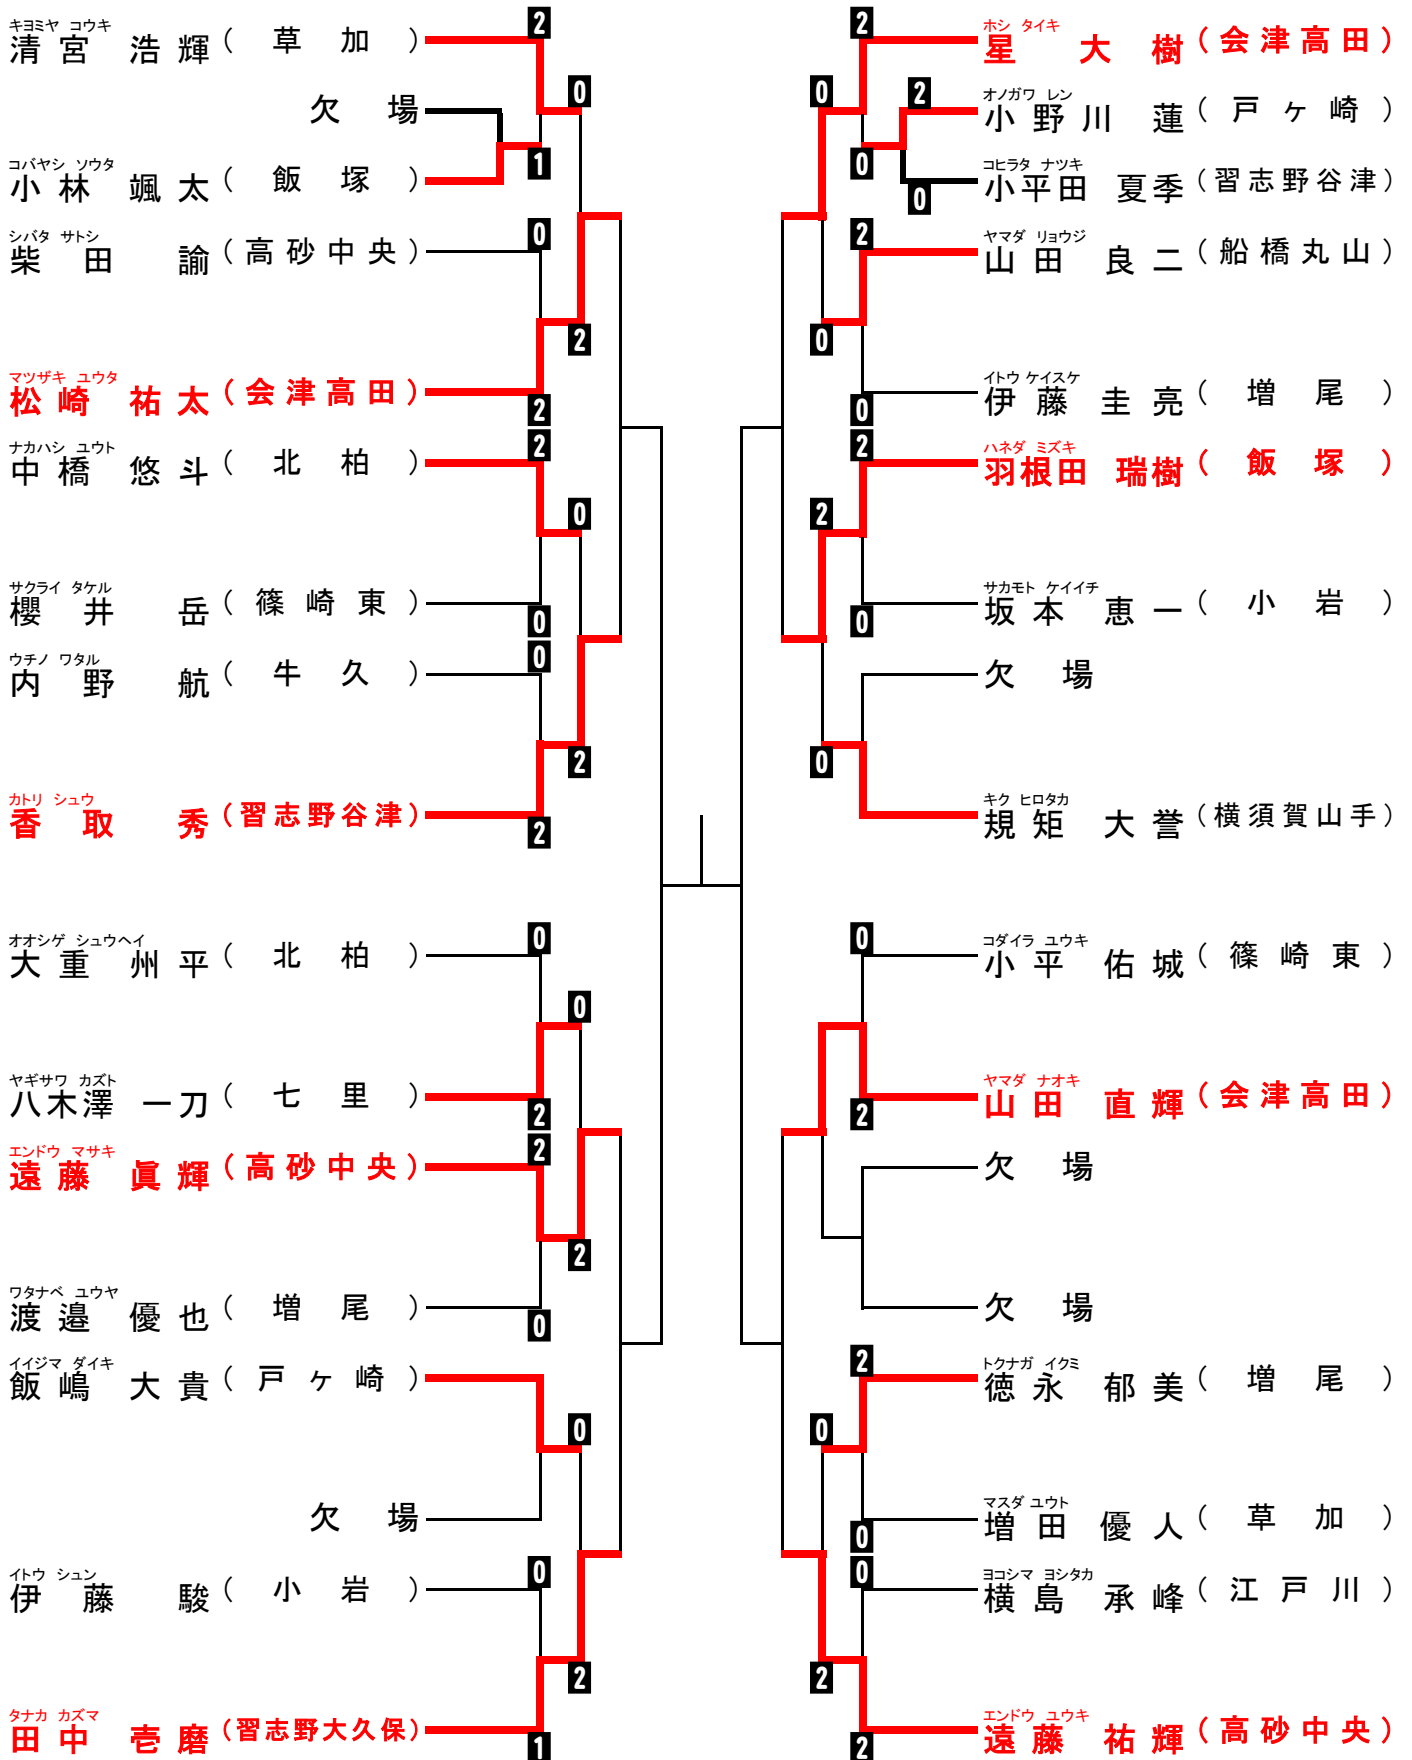 キヨミヤ コウキ
清宮 浩輝 ( 草加 )
2
0
欠場
1
コバヤシ ソウタ
小林 颯太 ( 飯塚 )
シバタ サトシ
柴田 諭 ( 高砂中央 )
0
2
マツザキ ユウタ
松崎 祐太 ( 会津高田 )
2
ナカハシ ユウト
中橋 悠斗 ( 北柏 )
2
0
サクライ タケル
櫻井 岳 ( 篠崎東 )
0
ウチノ ワタル
内野 航 ( 牛久 )
0
2
カトリ シュウ
香取 秀 ( 習志野谷津 )
2
オオシゲ シュウヘイ
大重 州平 ( 北柏 )
0
0
ヤギサワ カズト
八木澤 一刀 ( 七里 )
2
エンドウ マサキ
遠藤 眞輝 ( 高砂中央 )
2
2
ワタナベ ユウヤ
渡邉 優也 ( 増尾 )
0
イイジマ ダイキ
飯嶋 大貴 ( 戸ヶ崎 )
0
欠場
イトウ シュン
伊藤 駿 ( 小岩 )
0
2
タナカ カズマ
田中 壱磨 ( 習志野大久保 )
1
2
ホシ タイキ
星 大樹 ( 会津高田 )
0
2
オノガワ レン
小野川 蓮 ( 戸ヶ崎 )
0
コヒラタ ナツキ
小平田 夏季 ( 習志野谷津 )
0
2
ヤマダ リョウジ
山田 良二 ( 船橋丸山 )
0
イトウ ケイスケ
伊藤 圭亮 ( 増尾 )
0
2
ハネダ ミズキ
羽根田 瑞樹 ( 飯塚 )
2
サカモト ケイイチ
坂本 恵一 ( 小岩 )
0
欠場
0
キク ヒロタカ
規矩 大誉 ( 横須賀山手 )
0
コダイラ ユウキ
小平 佑城 ( 篠崎東 )
ヤマダ ナオキ
山田 直輝 ( 会津高田 )
2
欠場
欠場
2
トクナガ イクミ
徳永 郁美 ( 増尾 )
0
マスダ ユウト
増田 優人 ( 草加 )
0
0
ヨコシマ ヨシタカ
横島 承峰 ( 江戸川 )
2
エンドウ ユウキ
遠藤 祐輝 ( 高砂中央 )
2